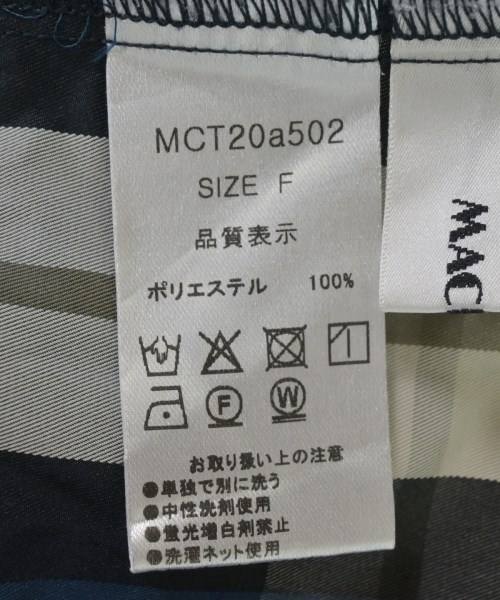 MCT20a502
SIZE F
品質表示
ポリエステル 100%
F W
お取り扱い上の注意
●単独で別に洗う
●中性洗剤使用
●蛍光増白剤禁止
●洗濯ネット使用
MAC